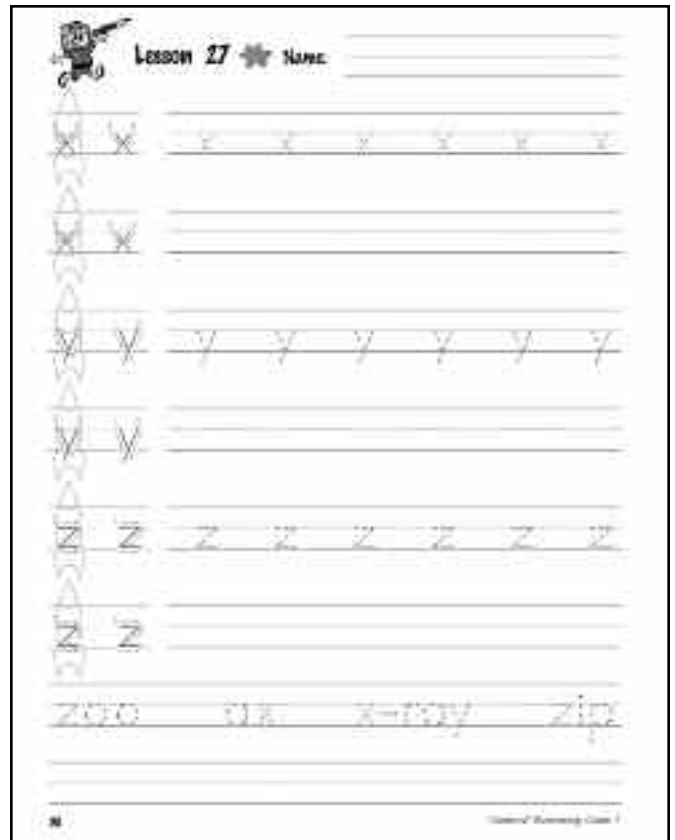 Lesson 27 Name
x x x x x x x x
x x
y y y y y y y y
y y
z z z z z z z z
z z
zoo ox x-ray zip